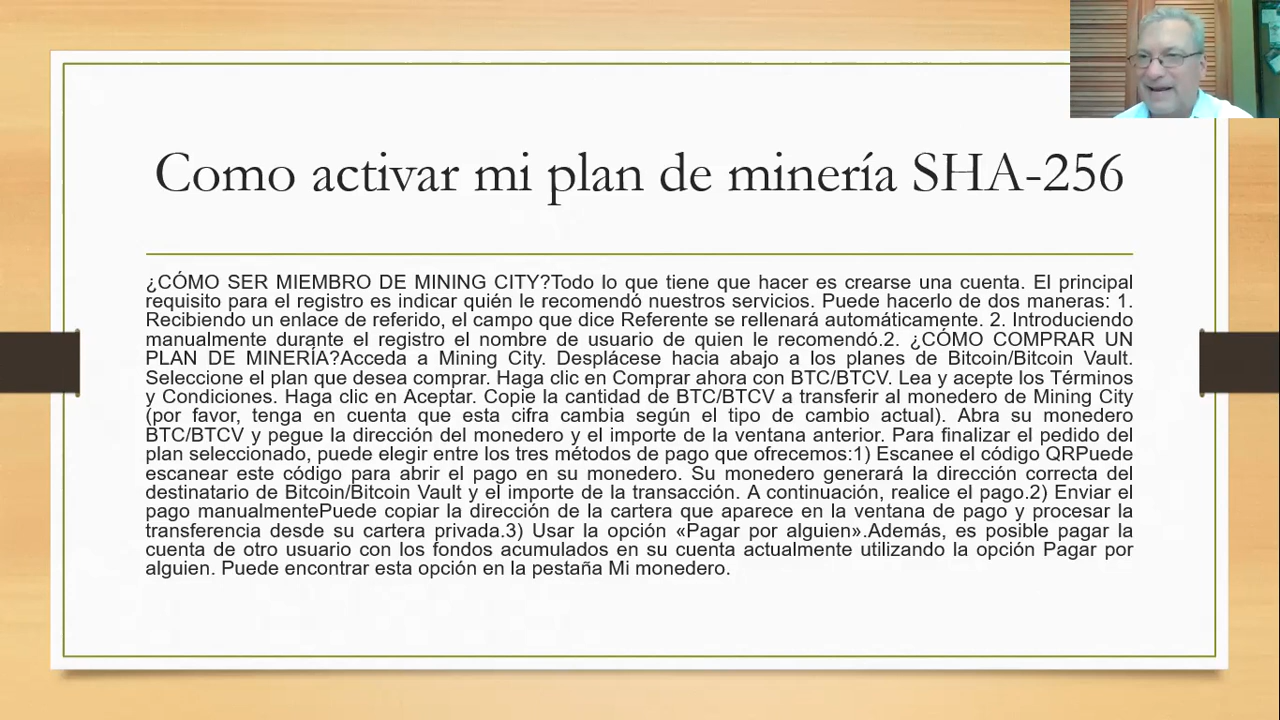 Como activar mi plan de minería SHA-256
¿CÓMO SER MIEMBRO DE MINING CITY?Todo lo que tiene que hacer es crearse una cuenta. El principal
requisito para el registro es indicar quién le recomendó nuestros servicios. Puede hacerlo de dos maneras: 1.
Recibiendo un enlace de referido, el campo que dice Referente se rellenará automáticamente. 2. Introduciendo
manualmente durante el registro el nombre de usuario de quien le recomendó.2. ¿CÓMO COMPRAR UN
PLAN DE MINERÍA?Acceda a Mining City. Desplácese hacia abajo a los planes de Bitcoin/Bitcoin Vault.
Seleccione el plan que desea comprar. Haga clic en Comprar ahora con BTC/BTCV. Lea y acepte los Términos
y Condiciones. Haga clic en Aceptar. Copie la cantidad de BTC/BTCV a transferir al monedero de Mining City
(por favor, tenga en cuenta que esta cifra cambia según el tipo de cambio actual). Abra su monedero
BTC/BTCV y pegue la dirección del monedero y el importe de la ventana anterior. Para finalizar el pedido del
plan seleccionado, puede elegir entre los tres métodos de pago que ofrecemos:1) Escanee el código QRPuede
escanear este código para abrir el pago en su monedero. Su monedero generará la dirección correcta del
destinatario de Bitcoin/Bitcoin Vault y el importe de la transacción. A continuación, realice el pago.2) Enviar el
pago manualmentePuede copiar la dirección de la cartera que aparece en la ventana de pago y procesar la
transferencia desde su cartera privada.3) Usar la opción «Pagar por alguien».Además, es posible pagar la
cuenta de otro usuario con los fondos acumulados en su cuenta actualmente utilizando la opción Pagar por
alguien. Puede encontrar esta opción en la pestaña Mi monedero.